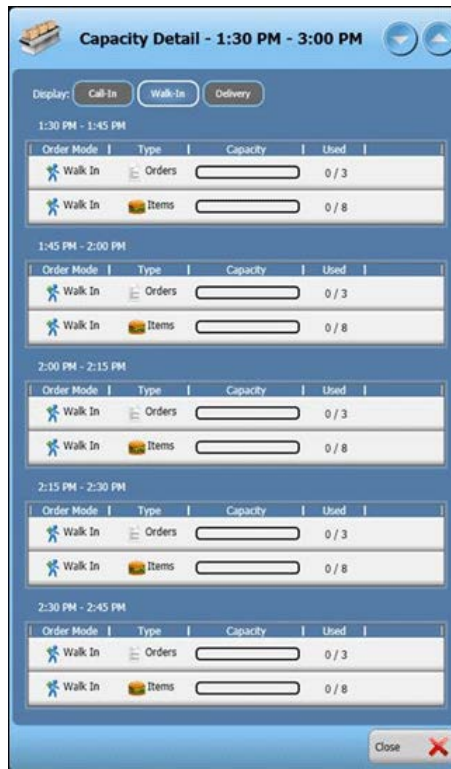 Capacity Detail - 1:30 PM - 3:00 PM
Display: Call-In Walk-In Delivery
1:30 PM - 1:45 PM
Order Mode Type Capacity Used
Walk In Orders 0 / 3
Walk In Items 0 / 8
1:45 PM - 2:00 PM
Order Mode Type Capacity Used
Walk In Orders 0 / 3
Walk In Items 0 / 8
2:00 PM - 2:15 PM
Order Mode Type Capacity Used
Walk In Orders 0 / 3
Walk In Items 0 / 8
2:15 PM - 2:30 PM
Order Mode Type Capacity Used
Walk In Orders 0 / 3
Walk In Items 0 / 8
2:30 PM - 2:45 PM
Order Mode Type Capacity Used
Walk In Orders 0 / 3
Walk In Items 0 / 8
Close